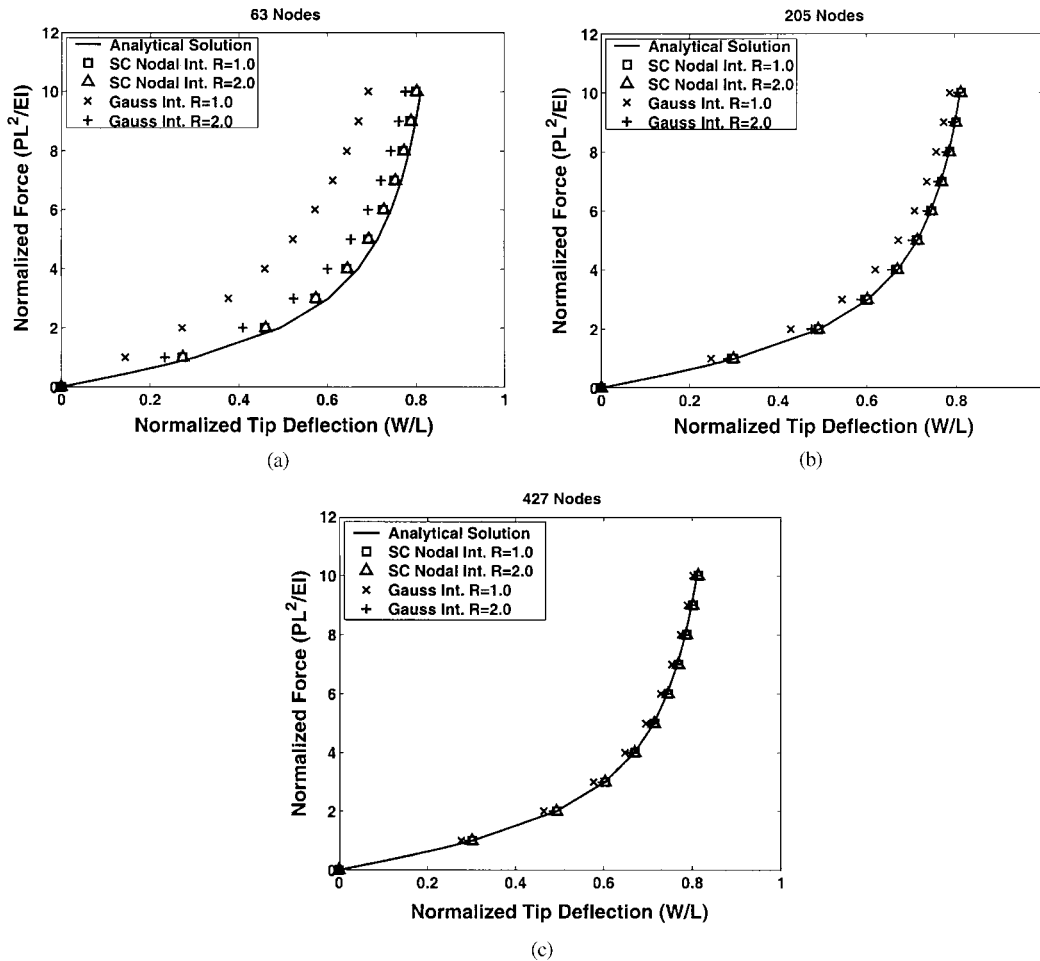 63 Nodes
Analytical Solution
SC Nodal Int. R=1.0
SC Nodal Int. R=2.0
Gauss Int. R=1.0
Gauss Int. R=2.0
Normalized Force (PL²/EI)
12
10
8
6
4
2
0
0
0.2
0.4
0.6
0.8
1
Normalized Tip Deflection (W/L)
(a)
205 Nodes
Analytical Solution
SC Nodal Int. R=1.0
SC Nodal Int. R=2.0
Gauss Int. R=1.0
Gauss Int. R=2.0
Normalized Force (PL²/EI)
12
10
8
6
4
2
0
0
0.2
0.4
0.6
0.8
1
Normalized Tip Deflection (W/L)
(b)
427 Nodes
Analytical Solution
SC Nodal Int. R=1.0
SC Nodal Int. R=2.0
Gauss Int. R=1.0
Gauss Int. R=2.0
Normalized Force (PL²/EI)
12
10
8
6
4
2
0
0
0.2
0.4
0.6
0.8
1
Normalized Tip Deflection (W/L)
(c)